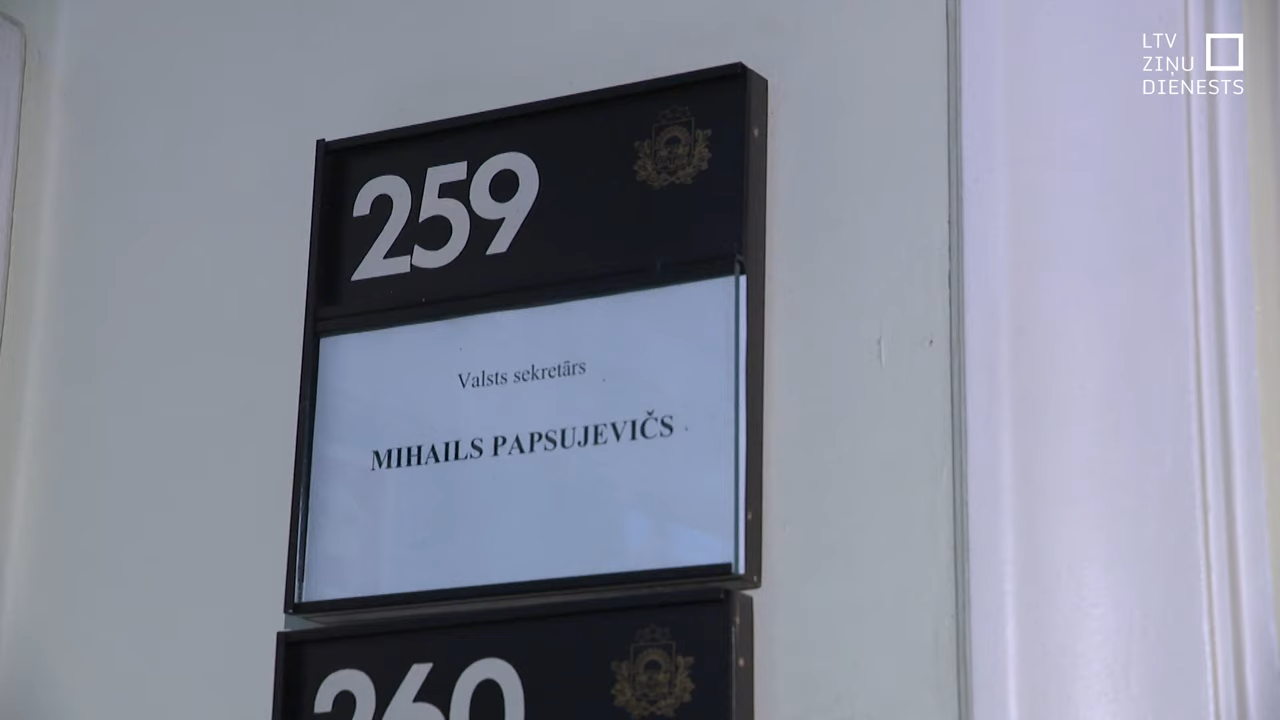 LTV
ZIŅU
DIENESTS
259
Valsts sekretārs
MIHAILS PAPSUJEVIČS
260